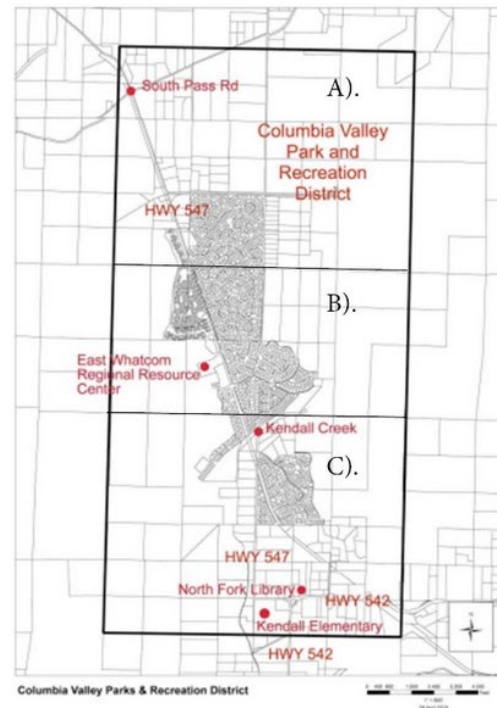 South Pass Rd
A).
Columbia Valley
Park and
Recreation
District
HWY 547
B).
East Whatcom
Regional Resource
Center
Kendall Creek
C).
HWY 547
North Fork Library
HWY 542
Kendall Elementary
HWY 542
Columbia Valley Parks & Recreation District